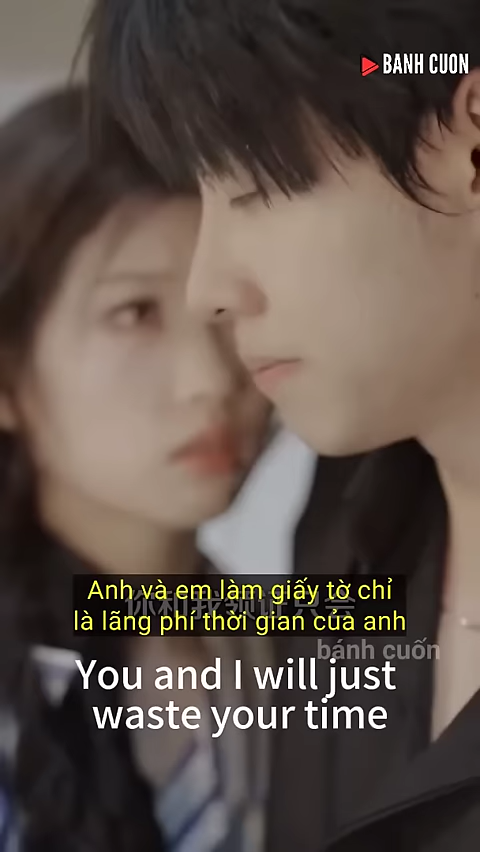 BANH CUON
Anh và em làm giấy tờ chỉ
là lãng phí thời gian của anh
bánh cuốn
You and I will just
waste your time